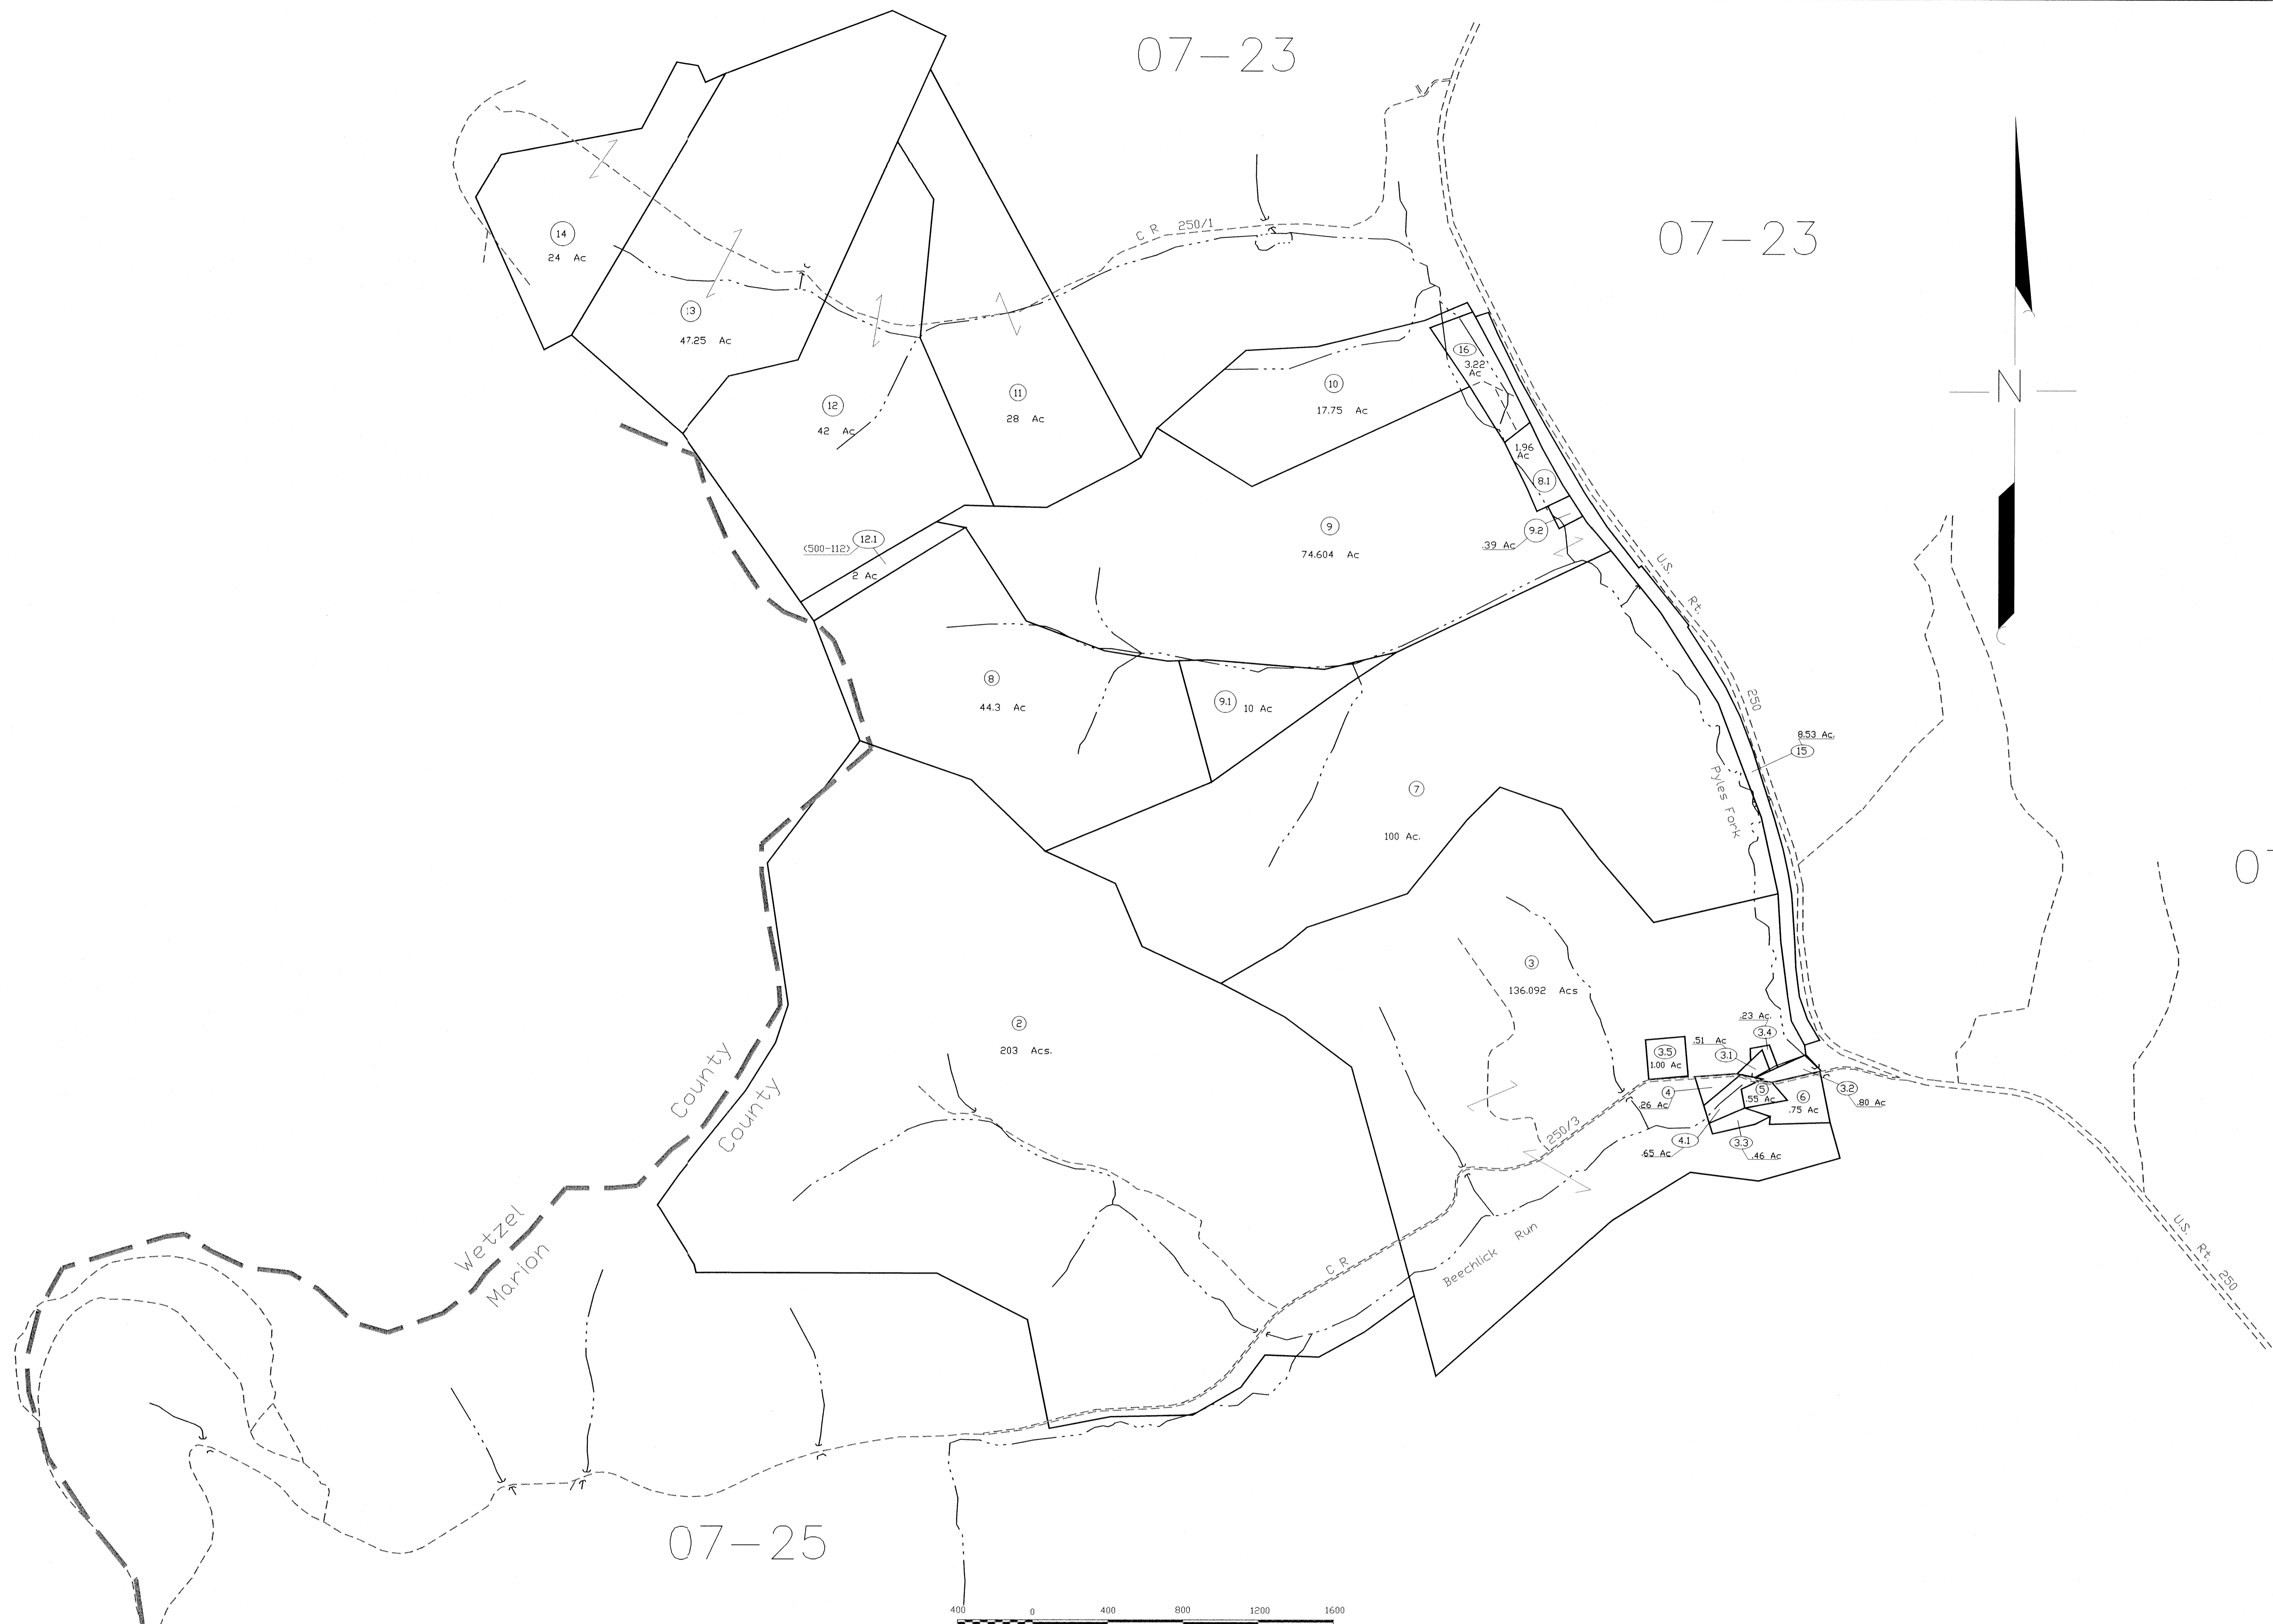 07-23
07-23
14
24 Ac
C R 250/1
13
47.25 Ac
16
3.22
Ac
10
17.75 Ac
11
28 Ac
12
42 Ac
N
1.96
Ac
8.1
9
74.604 Ac
9.2
.39 Ac
(500-112)
12.1
2 Ac
U.S. Rt. 250
8
44.3 Ac
9.1
10 Ac
8.53 Ac.
15
Pyles Fork
7
100 Ac.
3
136.092 Acs
2
203 Acs.
.23 Ac.
3.4
.51 Ac
3.1
3.5
1.00 Ac
4
.26 Ac
5
.55 Ac
6
.75 Ac
3.2
.80 Ac
4.1
.65 Ac
3.3
.46 Ac
C R 250/3
Beechlick Run
Wetzel County
Marion County
U.S. Rt. 250
07-25
400 0 400 800 1200 1600